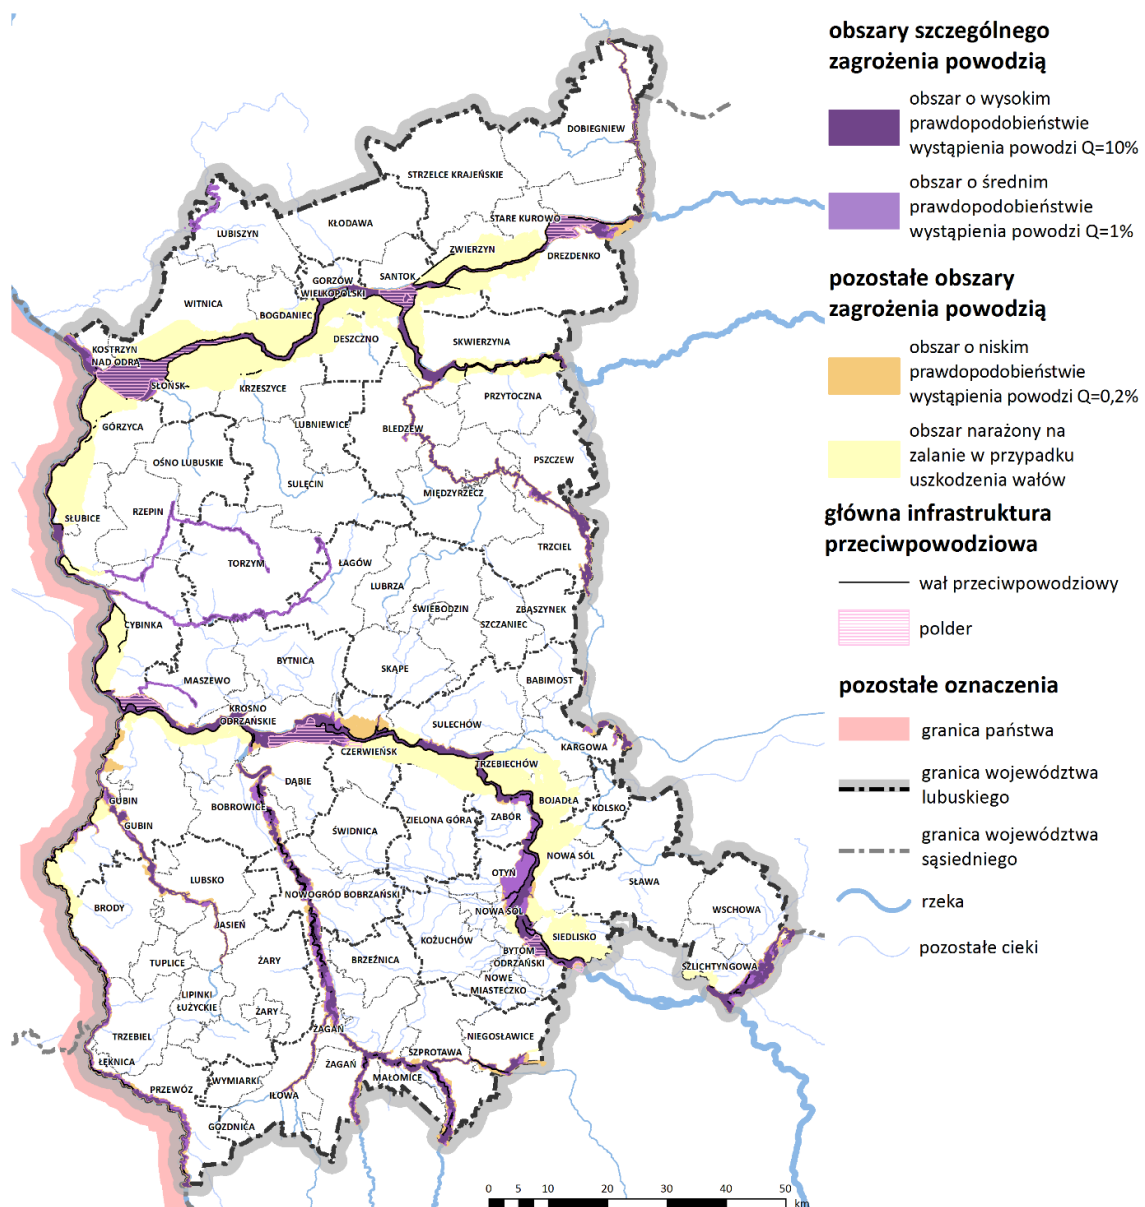 obszary szczególnego
zagrożenia powodzią
obszar o wysokim
prawdopodobieństwie
wystąpienia powodzi Q=10%
obszar o średnim
prawdopodobieństwie
wystąpienia powodzi Q=1%
pozostałe obszary
zagrożenia powodzią
obszar o niskim
prawdopodobieństwie
wystąpienia powodzi Q=0,2%
obszar narażony na
zalanie w przypadku
uszkodzenia wałów
główna infrastruktura
przeciwpowodziowa
wał przeciwpowodziowy
polder
pozostałe oznaczenia
granica państwa
granica województwa
lubuskiego
granica województwa
sąsiedniego
rzeka
pozostałe cieki
DOBIEGNIEW
STRZELCE KRAJEŃSKIE
STARE KUROWO
KŁODAWA
LUBISZYN
ZWIERZYN
DREZDENKO
SANTOK
GORZÓW
WIELKOPOLSKI
WITNICA
BOGDANIEC
DESZCZNO
SKWIERZYNA
KOSTRZYN
NAD ODRĄ
SŁOŃSK
KRZESZYCE
PRZYTOCZNA
GÓRZYCA
LUBNIEWICE
BLEDZEW
OŚNO LUBUSKIE
PSZCZEW
SULĘCIN
MIĘDZYRZECZ
RZEPIN
SŁUBICE
TRZCIEL
TORZYM
ŁAGÓW
LUBRZA
ŚWIEBODZIN
ZBĄSZYNEK
SZCZANIEC
CYBINKA
BYTNICA
SKĄPE
MASZEWO
BABIMOST
KROSNO
ODRZAŃSKIE
SULECHÓW
KARGOWA
CZERWIEŃSK
TRZEBIECHÓW
DĄBIE
GUBIN
GUBIN
BOBROWICE
BOJADŁA
KOLSKO
ZABÓR
ZIELONA GÓRA
ŚWIDNICA
NOWA SÓL
OTYŃ
LUBSKO
SŁAWA
NOWOGRÓD BOBRZAŃSKI
BRODY
NOWA SÓL
WSCHOWA
JASIEŃ
SIEDLISKO
KOŻUCHÓW
BYTOM
ODRZAŃSKI
TUPLICE
ŻARY
BRZEŹNICA
SZLICHTYNGOWA
NOWE
MIASTECZKO
LIPINKI
ŁUŻYCKIE
ŻARY
TRZEBIEL
ŻAGAŃ
NIEGOSŁAWICE
ŁĘKNICA
SZPROTAWA
ŻAGAŃ
MAŁOMICE
PRZEWÓZ
WYMIARKI
IŁOWA
GOZDNICA
0 5 10 20 30 40 50
km